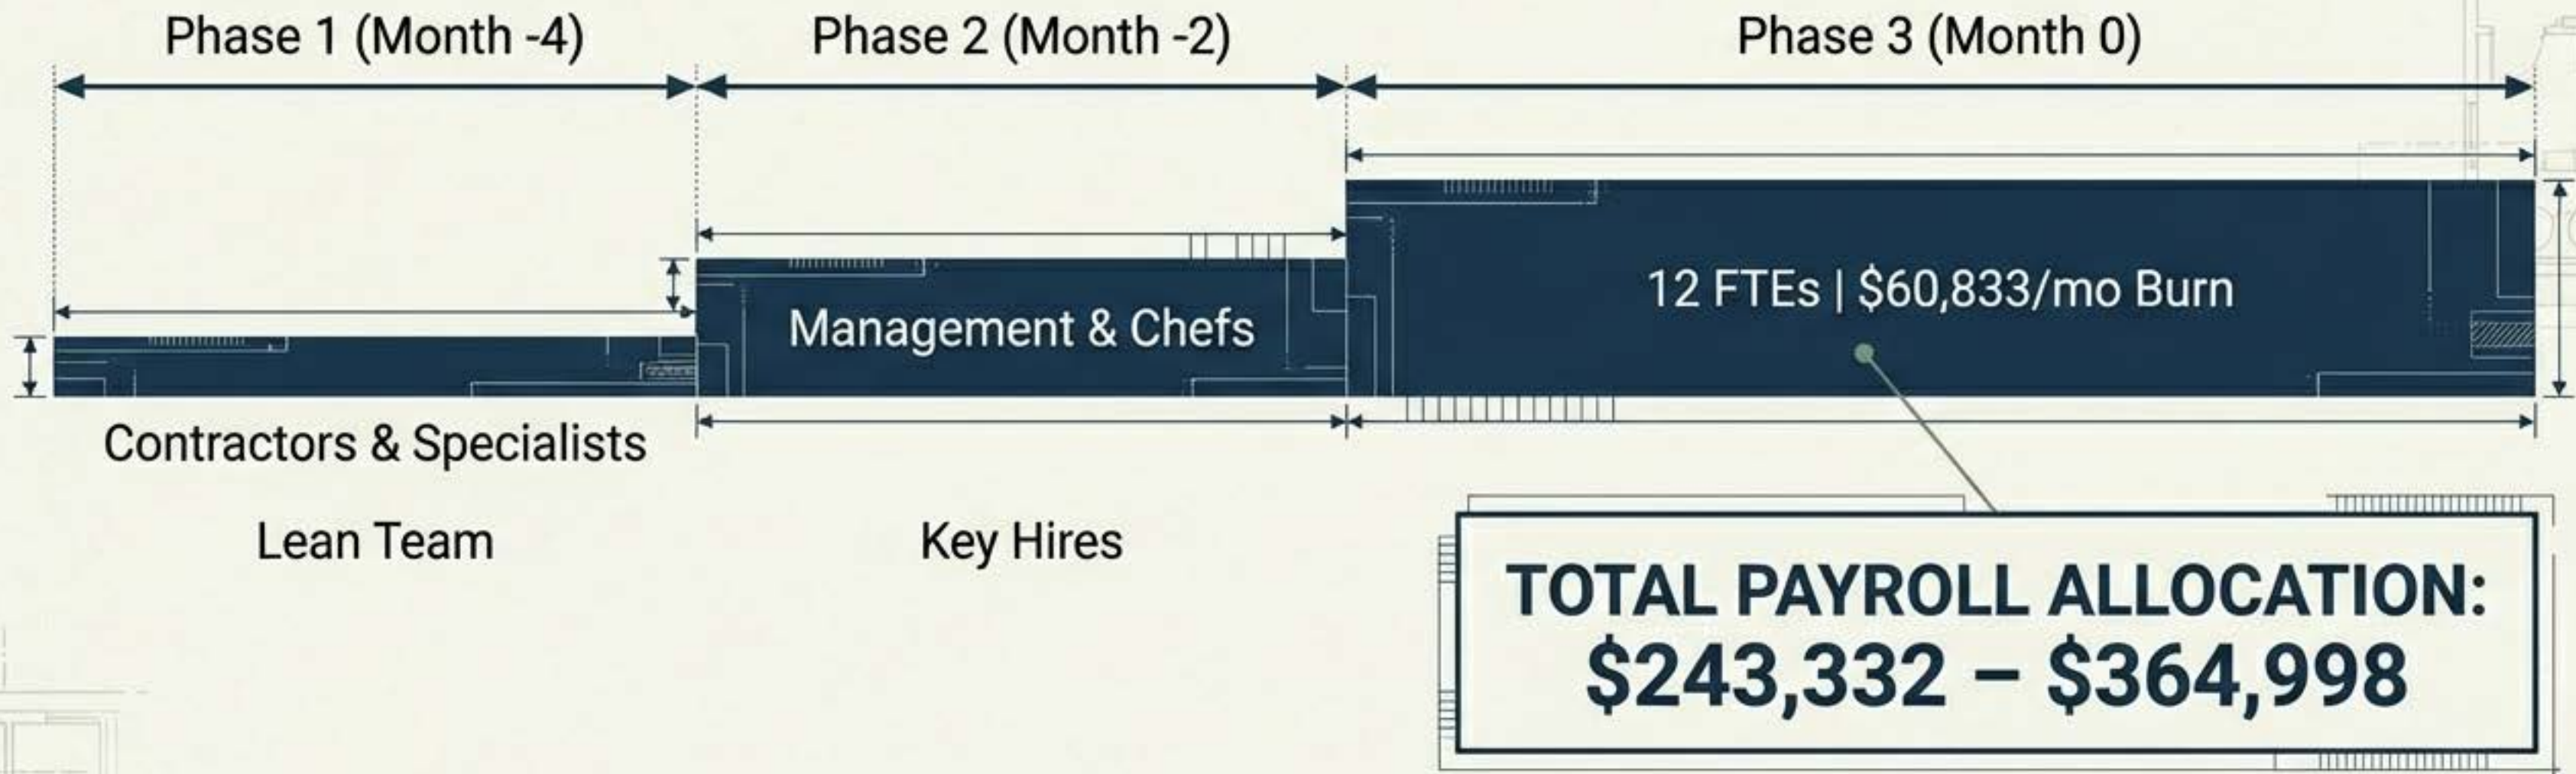 Phase 1 (Month -4)
Phase 2 (Month -2)
Phase 3 (Month 0)
Management & Chefs
12 FTEs | $60,833/mo Burn
Contractors & Specialists
Lean Team
Key Hires
TOTAL PAYROLL ALLOCATION:
$243,332 – $364,998